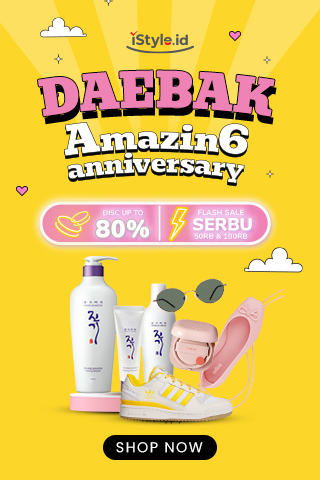 iStyle.id
DAEBAK
Amazin6
anniversary
DISC UP TO
80%
FLASH SALE
SERBU
50RB & 100RB
SHOP NOW